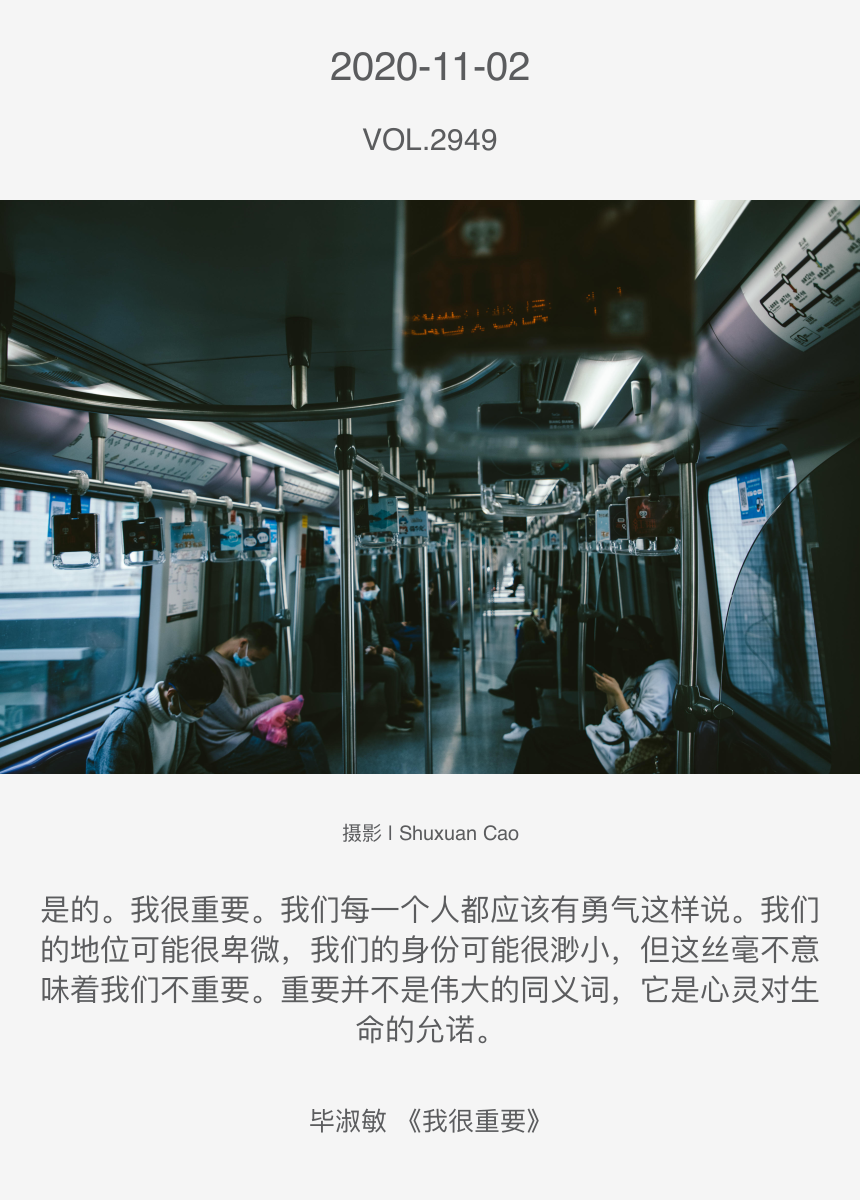 2020-11-02
VOL.2949
摄影 | Shuxuan Cao
是的。我很重要。我们每一个人都应该有勇气这样说。我们
的地位可能很卑微，我们的身份可能很渺小，但这丝毫不意
味着我们不重要。重要并不是伟大的同义词，它是心灵对生
命的允诺。
毕淑敏 《我很重要》